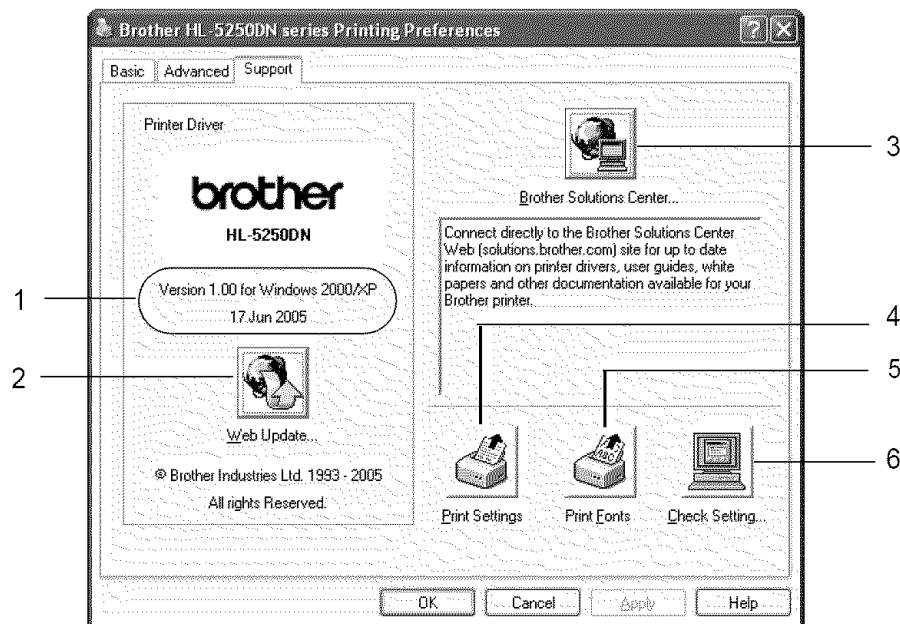 Brother HL-5250DN series Printing Preferences
Basic
Advanced
Support
Printer Driver
brother
HL-5250DN
Version 1.00 for Windows 2000/XP
17 Jun 2005
Web Update...
© Brother Industries Ltd. 1993 - 2005
All rights Reserved.
Brother Solutions Center...
Connect directly to the Brother Solutions Center
Web (solutions.brother.com) site for up to date
information on printer drivers, user guides, white
papers and other documentation available for your
Brother printer.
Print Settings
Print Fonts
Check Setting...
OK
Cancel
Apply
Help
1
2
3
4
5
6